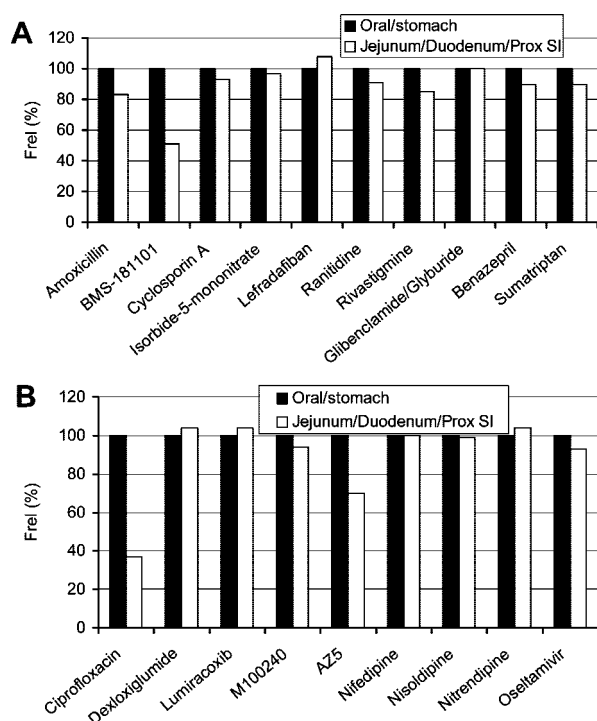 A
Oral/stomach
Jejunum/Duodenum/Prox SI
120
100
80
60
40
20
0
Frel (%)
Amoxicillin
BMS-181101
Cyclosporin A
Isorbide-5-mononitrate
Lefradafiban
Ranitidine
Rivastigmine
Glibenclamide/Glyburide
Benazepril
Sumatriptan
B
Oral/stomach
Jejunum/Duodenum/Prox SI
120
100
80
60
40
20
0
Frel (%)
Ciprofloxacin
Dexloxiglumide
Lumiracoxib
M100240
AZ5
Nifedipine
Nisoldipine
Nitrendipine
Oseltamivir